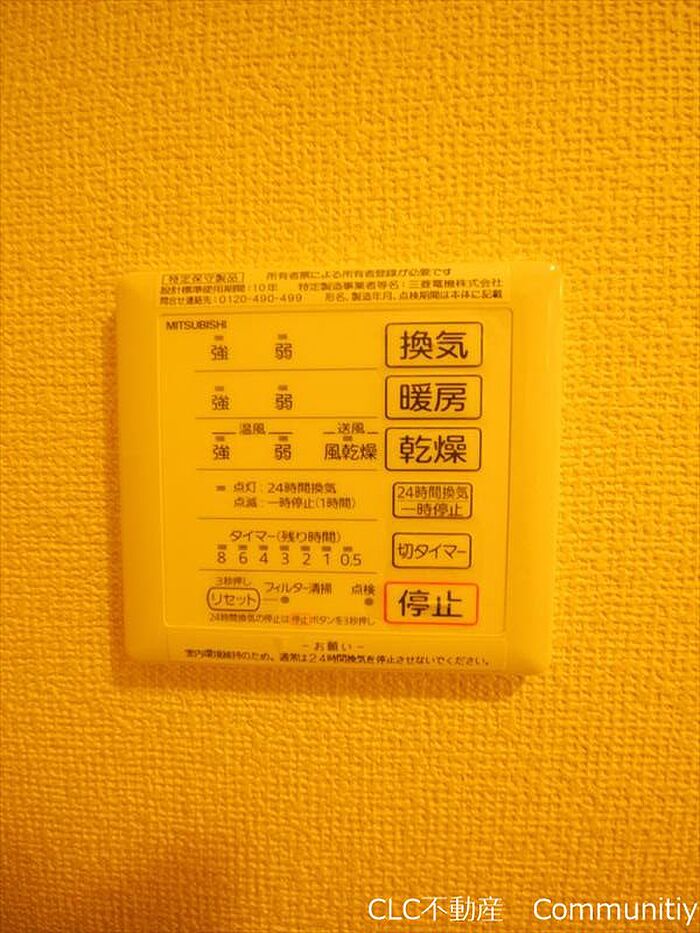 特定保守製品 所有者票による所有者登録が必要です
設計標準使用期間:10年 特定製造事業者等名:三菱電機株式会社
問合せ連絡先:0120-490-499 形名、製造年月、点検期間は本体に記載
MITSUBISHI
強 弱 換気
強 弱 暖房
温風 送風
強 弱 風乾燥 乾燥
点灯:24時間換気
点滅:一時停止(1時間)
24時間換気
一時停止
タイマー(残り時間)
8 6 4 3 2 1 0.5
切タイマー
3秒押し
リセット フィルター清掃 点検
停止
24時間換気の停止は停止ボタンを3秒押し
-お願い-
室内環境維持のため、通常は24時間換気を停止させないでください。
CLC不動産 Communitiy